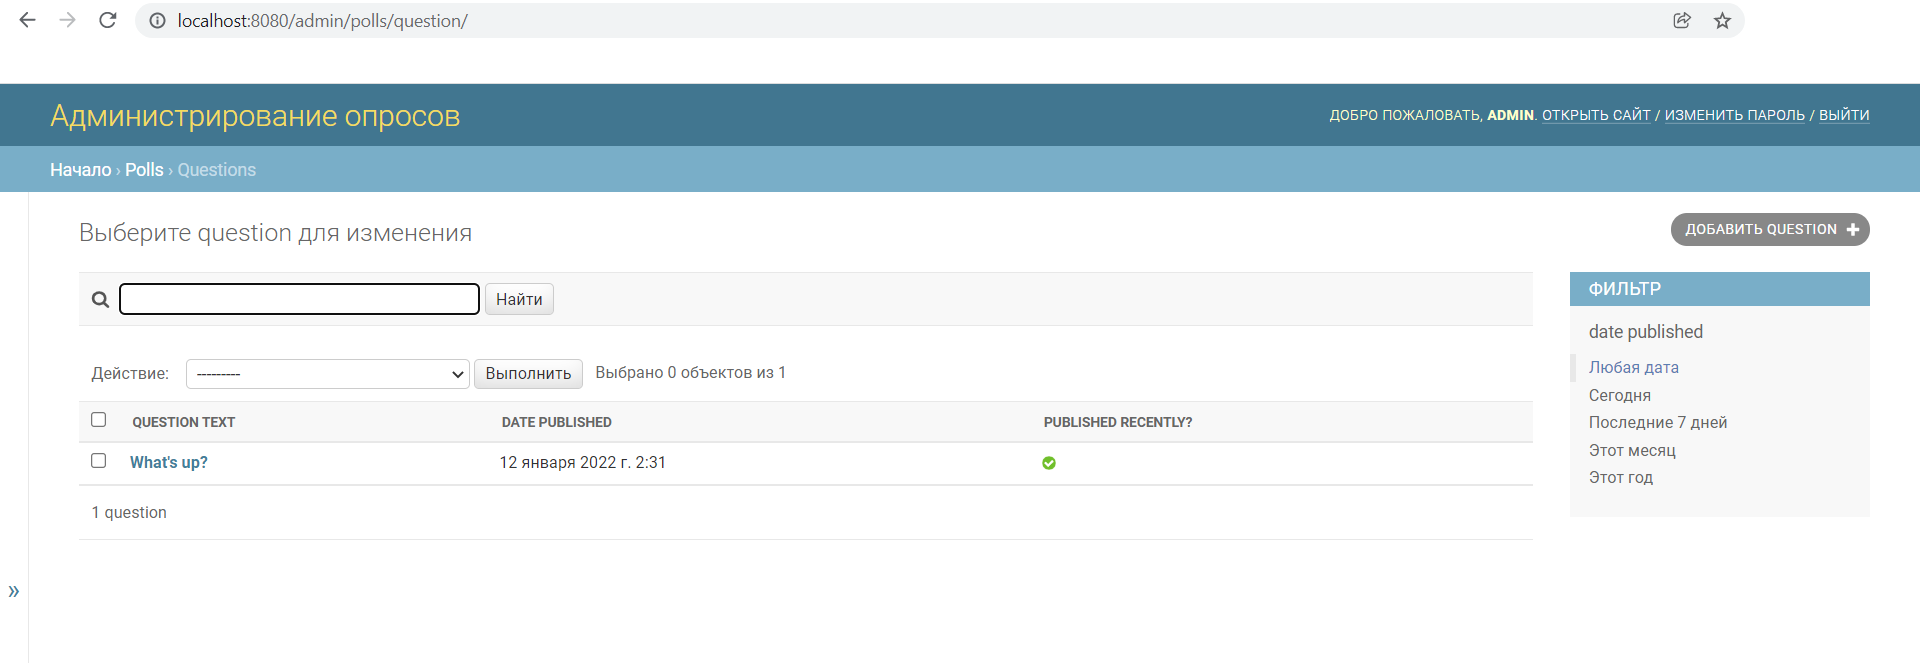 localhost:8080/admin/polls/question/
Администрирование опросов
ДОБРО ПОЖАЛОВАТЬ, ADMIN. ОТКРЫТЬ САЙТ / ИЗМЕНИТЬ ПАРОЛЬ / ВЫЙТИ
Начало › Polls › Questions
Выберите question для изменения
ДОБАВИТЬ QUESTION
Найти
Действие: --------- Выполнить Выбрано 0 объектов из 1
QUESTION TEXT DATE PUBLISHED PUBLISHED RECENTLY?
What's up? 12 января 2022 г. 2:31
1 question
ФИЛЬТР
date published
Любая дата
Сегодня
Последние 7 дней
Этот месяц
Этот год
»